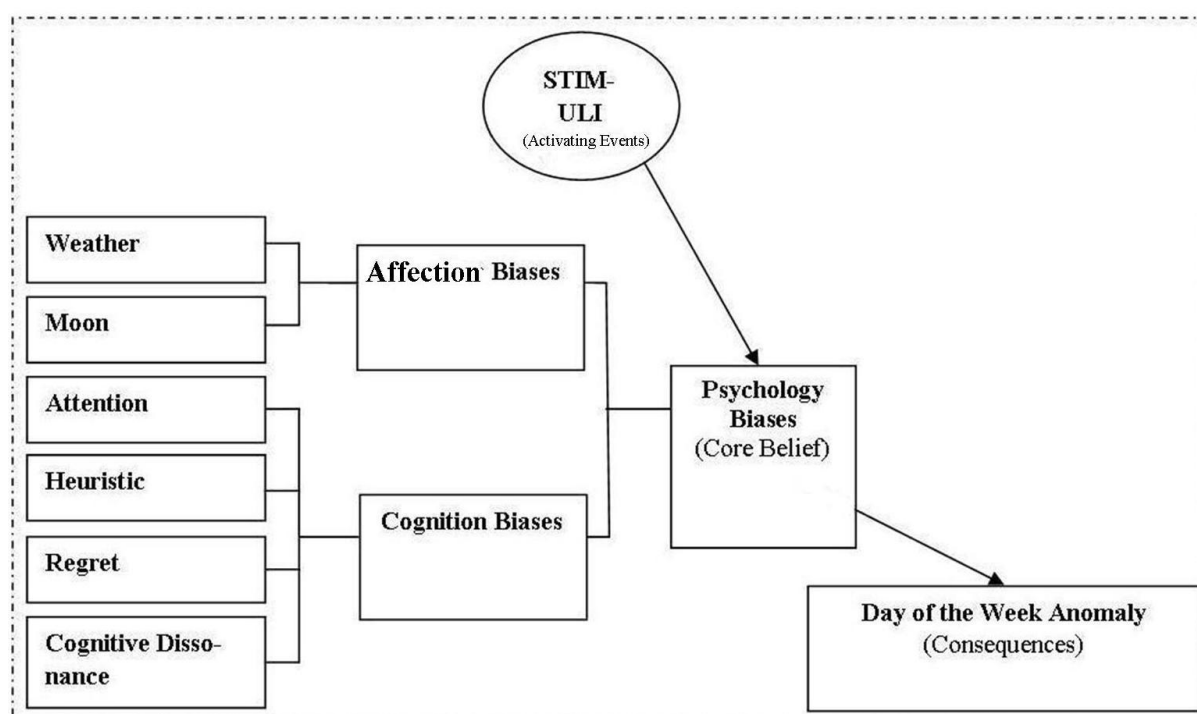 STIM-
ULI
(Activating Events)
Weather
Moon
Attention
Heuristic
Regret
Cognitive Disso-
nance
Affection Biases
Cognition Biases
Psychology
Biases
(Core Belief)
Day of the Week Anomaly
(Consequences)